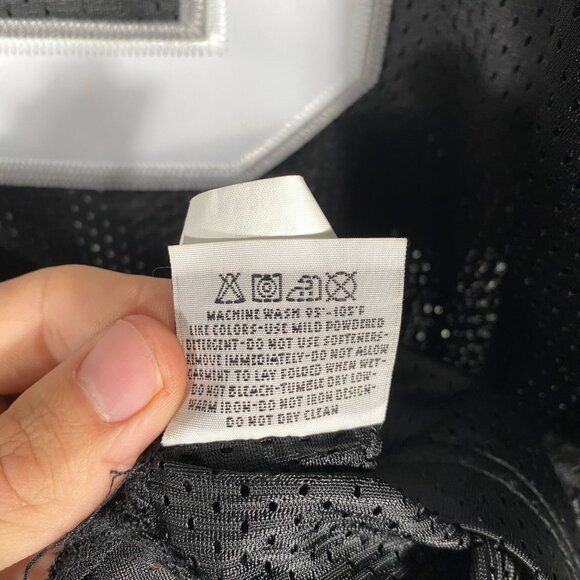 MACHINE WASH 95°-105°F
LIKE COLORS-USE MILD POWDERED
DETERGENT-DO NOT USE SOFTENERS-
REMOVE IMMEDIATELY-DO NOT ALLOW
GARMENT TO LAY FOLDED WHEN WET-
DO NOT BLEACH-TUMBLE DRY LOW-
WARM IRON-DO NOT IRON DESIGN-
DO NOT DRY CLEAN